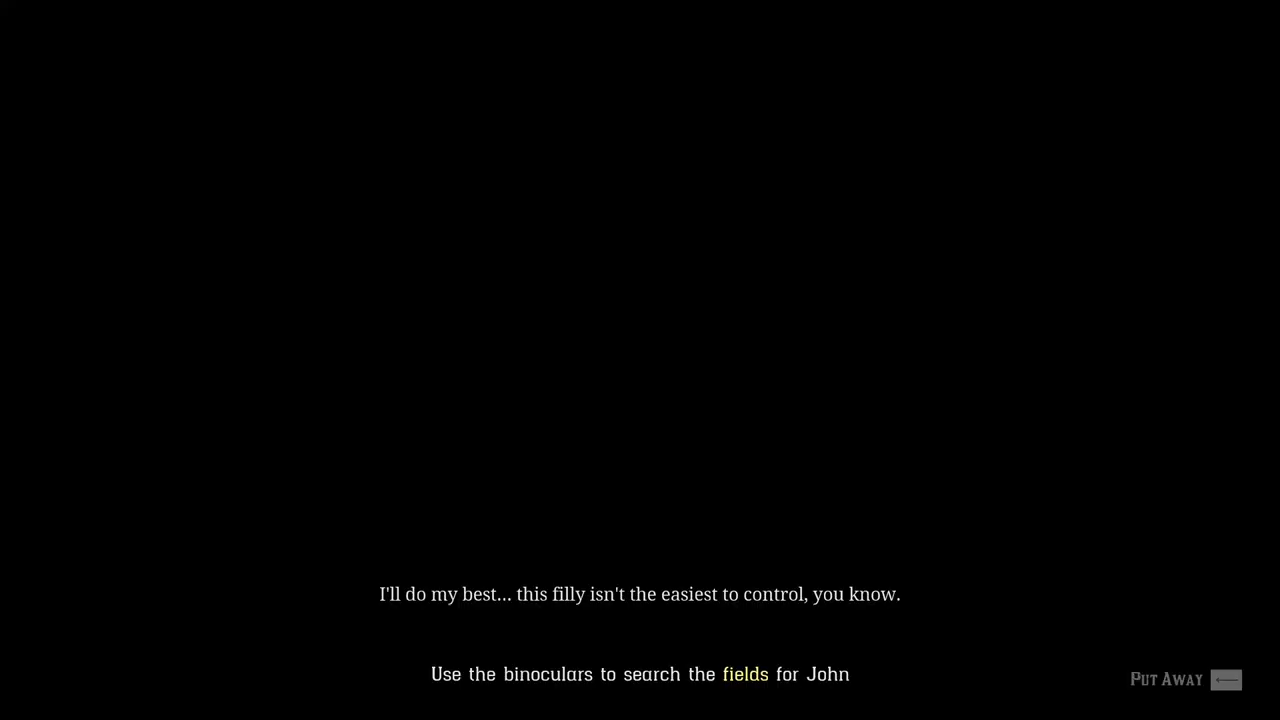 I'll do my best... this filly isn't the easiest to control, you know.
Use the binoculars to search the fields for John
Put Away ←